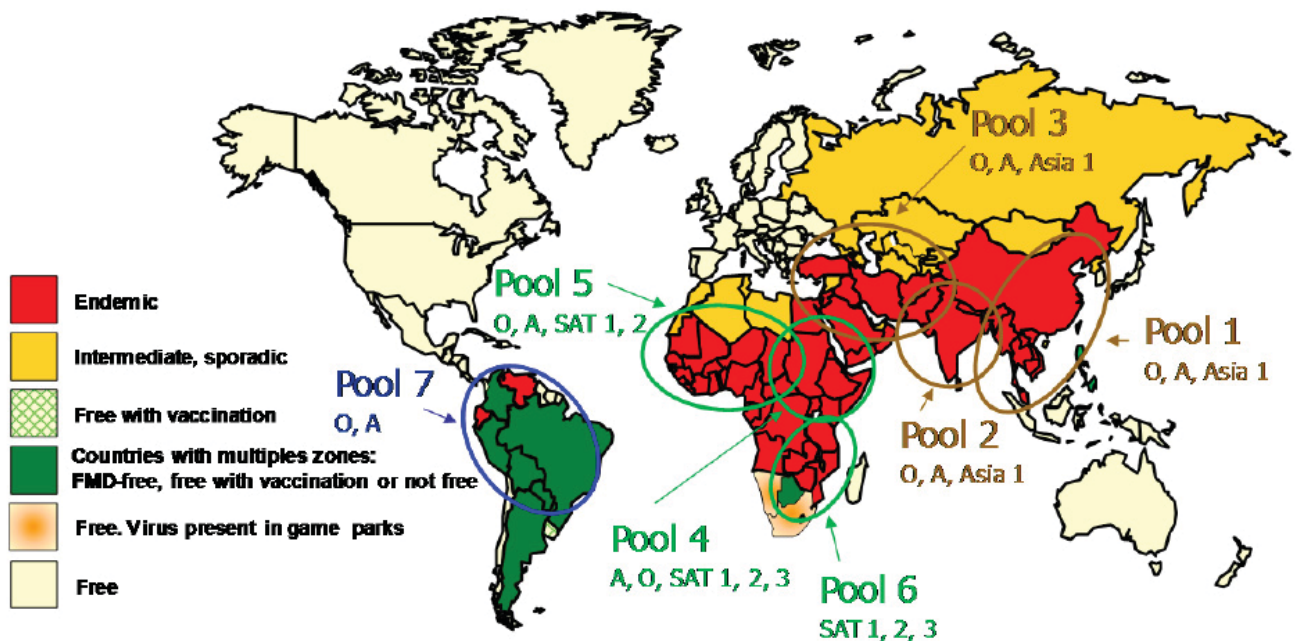 Endemic
Intermediate, sporadic
Free with vaccination
Countries with multiples zones:
FMD-free, free with vaccination or not free
Free. Virus present in game parks
Free
Pool 3
O, A, Asia 1
Pool 5
O, A, SAT 1, 2
Pool 7
O, A
Pool 1
O, A, Asia 1
Pool 2
O, A, Asia 1
Pool 4
A, O, SAT 1, 2, 3
Pool 6
SAT 1, 2, 3